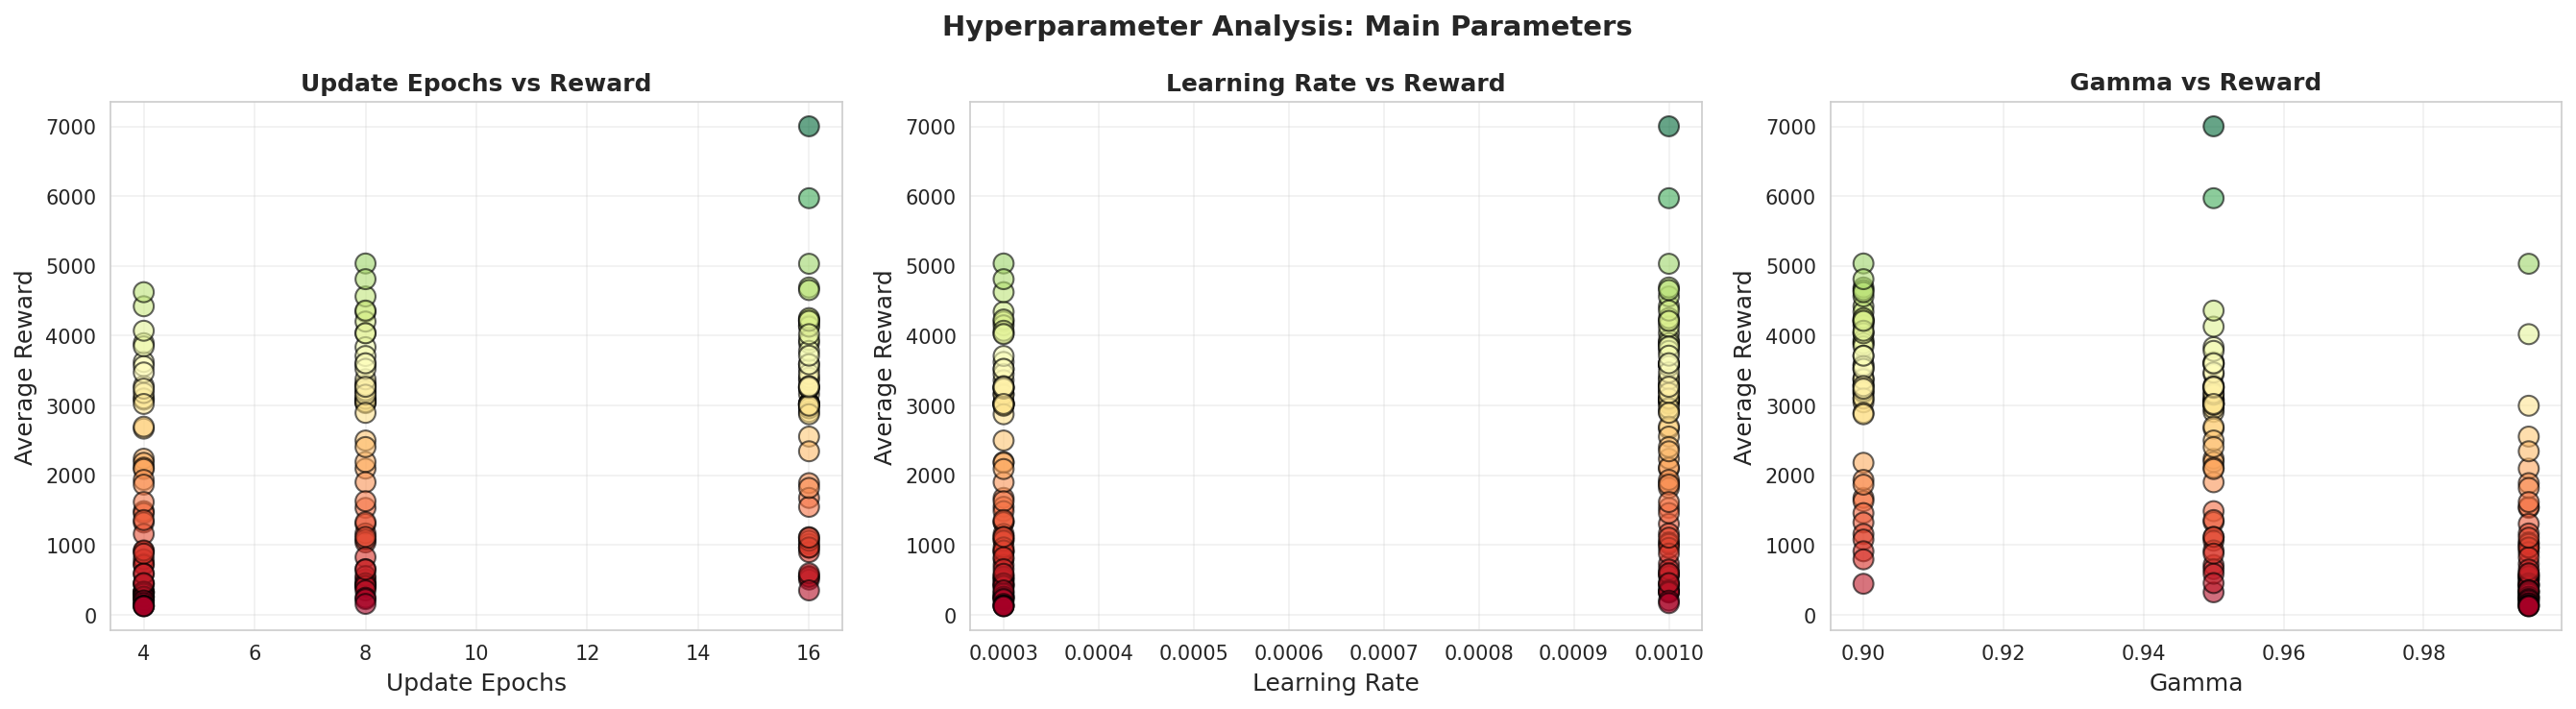 Hyperparameter Analysis: Main Parameters
Update Epochs vs Reward
7000
6000
5000
4000
3000
2000
1000
0
Average Reward
4 6 8 10 12 14 16
Update Epochs
Learning Rate vs Reward
7000
6000
5000
4000
3000
2000
1000
0
Average Reward
0.0003 0.0004 0.0005 0.0006 0.0007 0.0008 0.0009 0.0010
Learning Rate
Gamma vs Reward
7000
6000
5000
4000
3000
2000
1000
0
Average Reward
0.90 0.92 0.94 0.96 0.98
Gamma